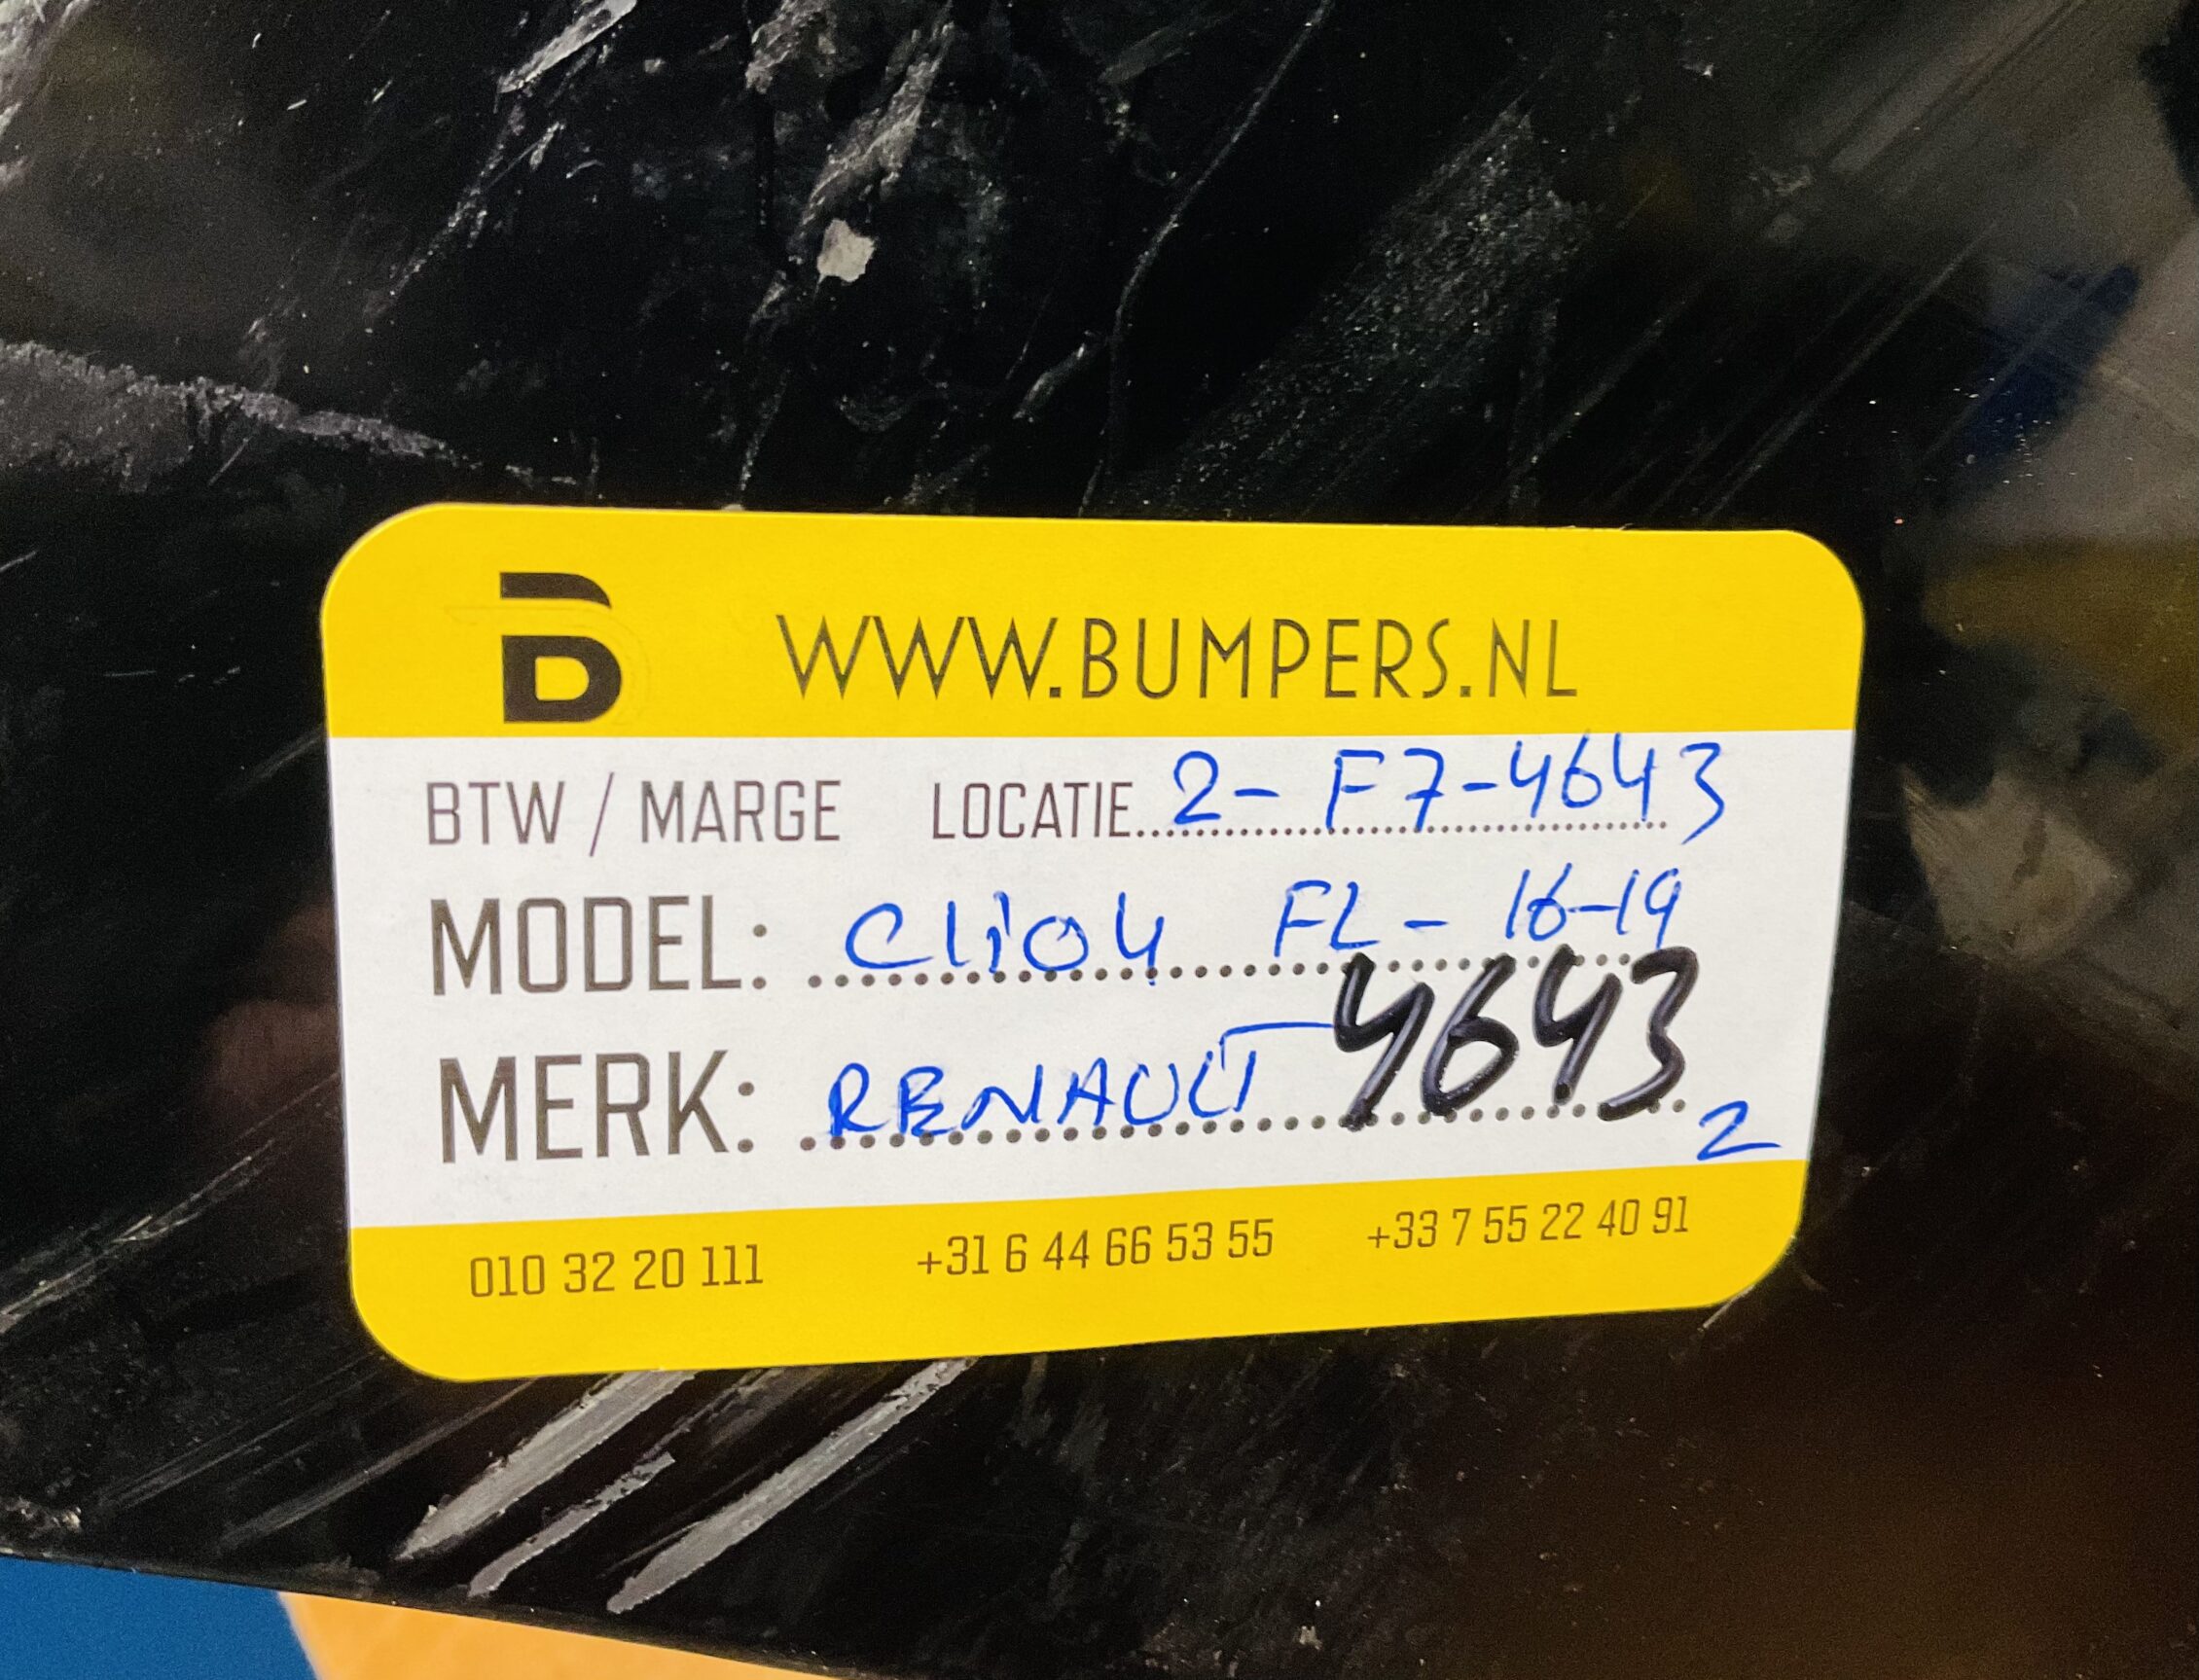 B WWW.BUMPERS.NL
BTW / MARGE LOCATIE 2-F7-4643
MODEL: Clio4 FL-16-19
MERK: RENAULT 4643
2
010 32 20 111 +31 6 44 66 53 55 +33 7 55 22 40 91